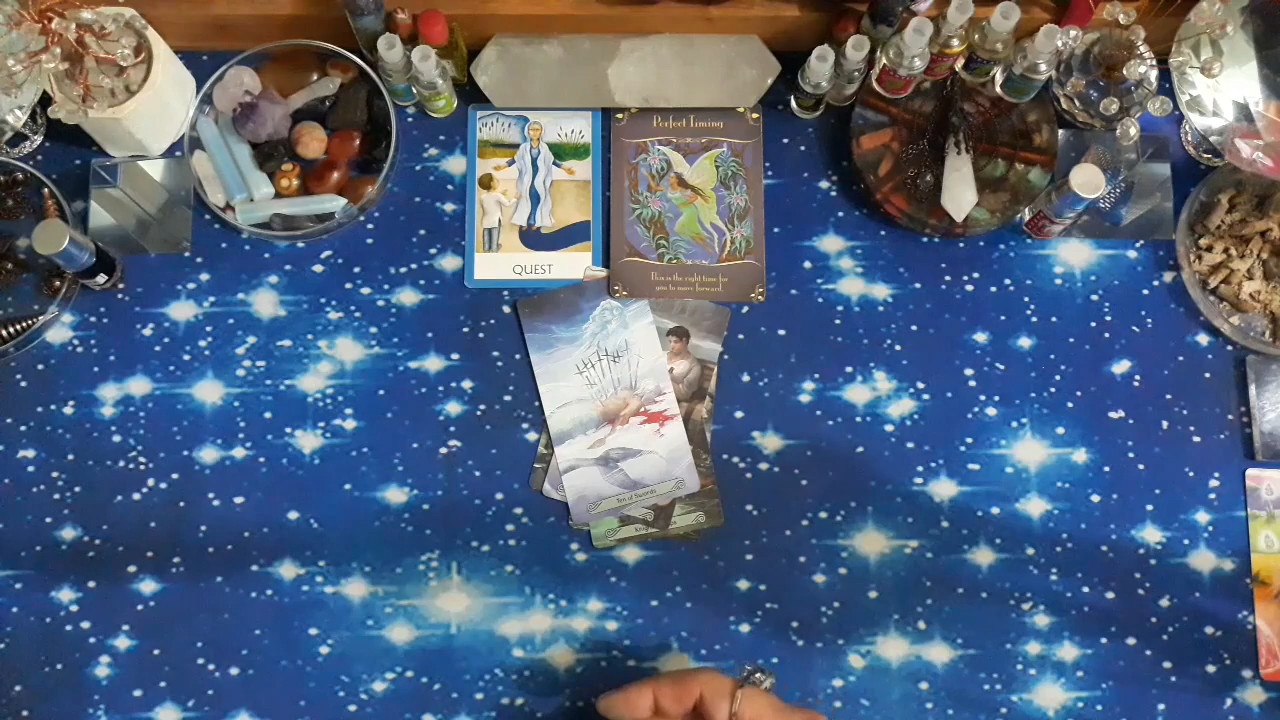 QUEST
Perfect Timing
This is the right time for
you to move forward.
Ten of Swords